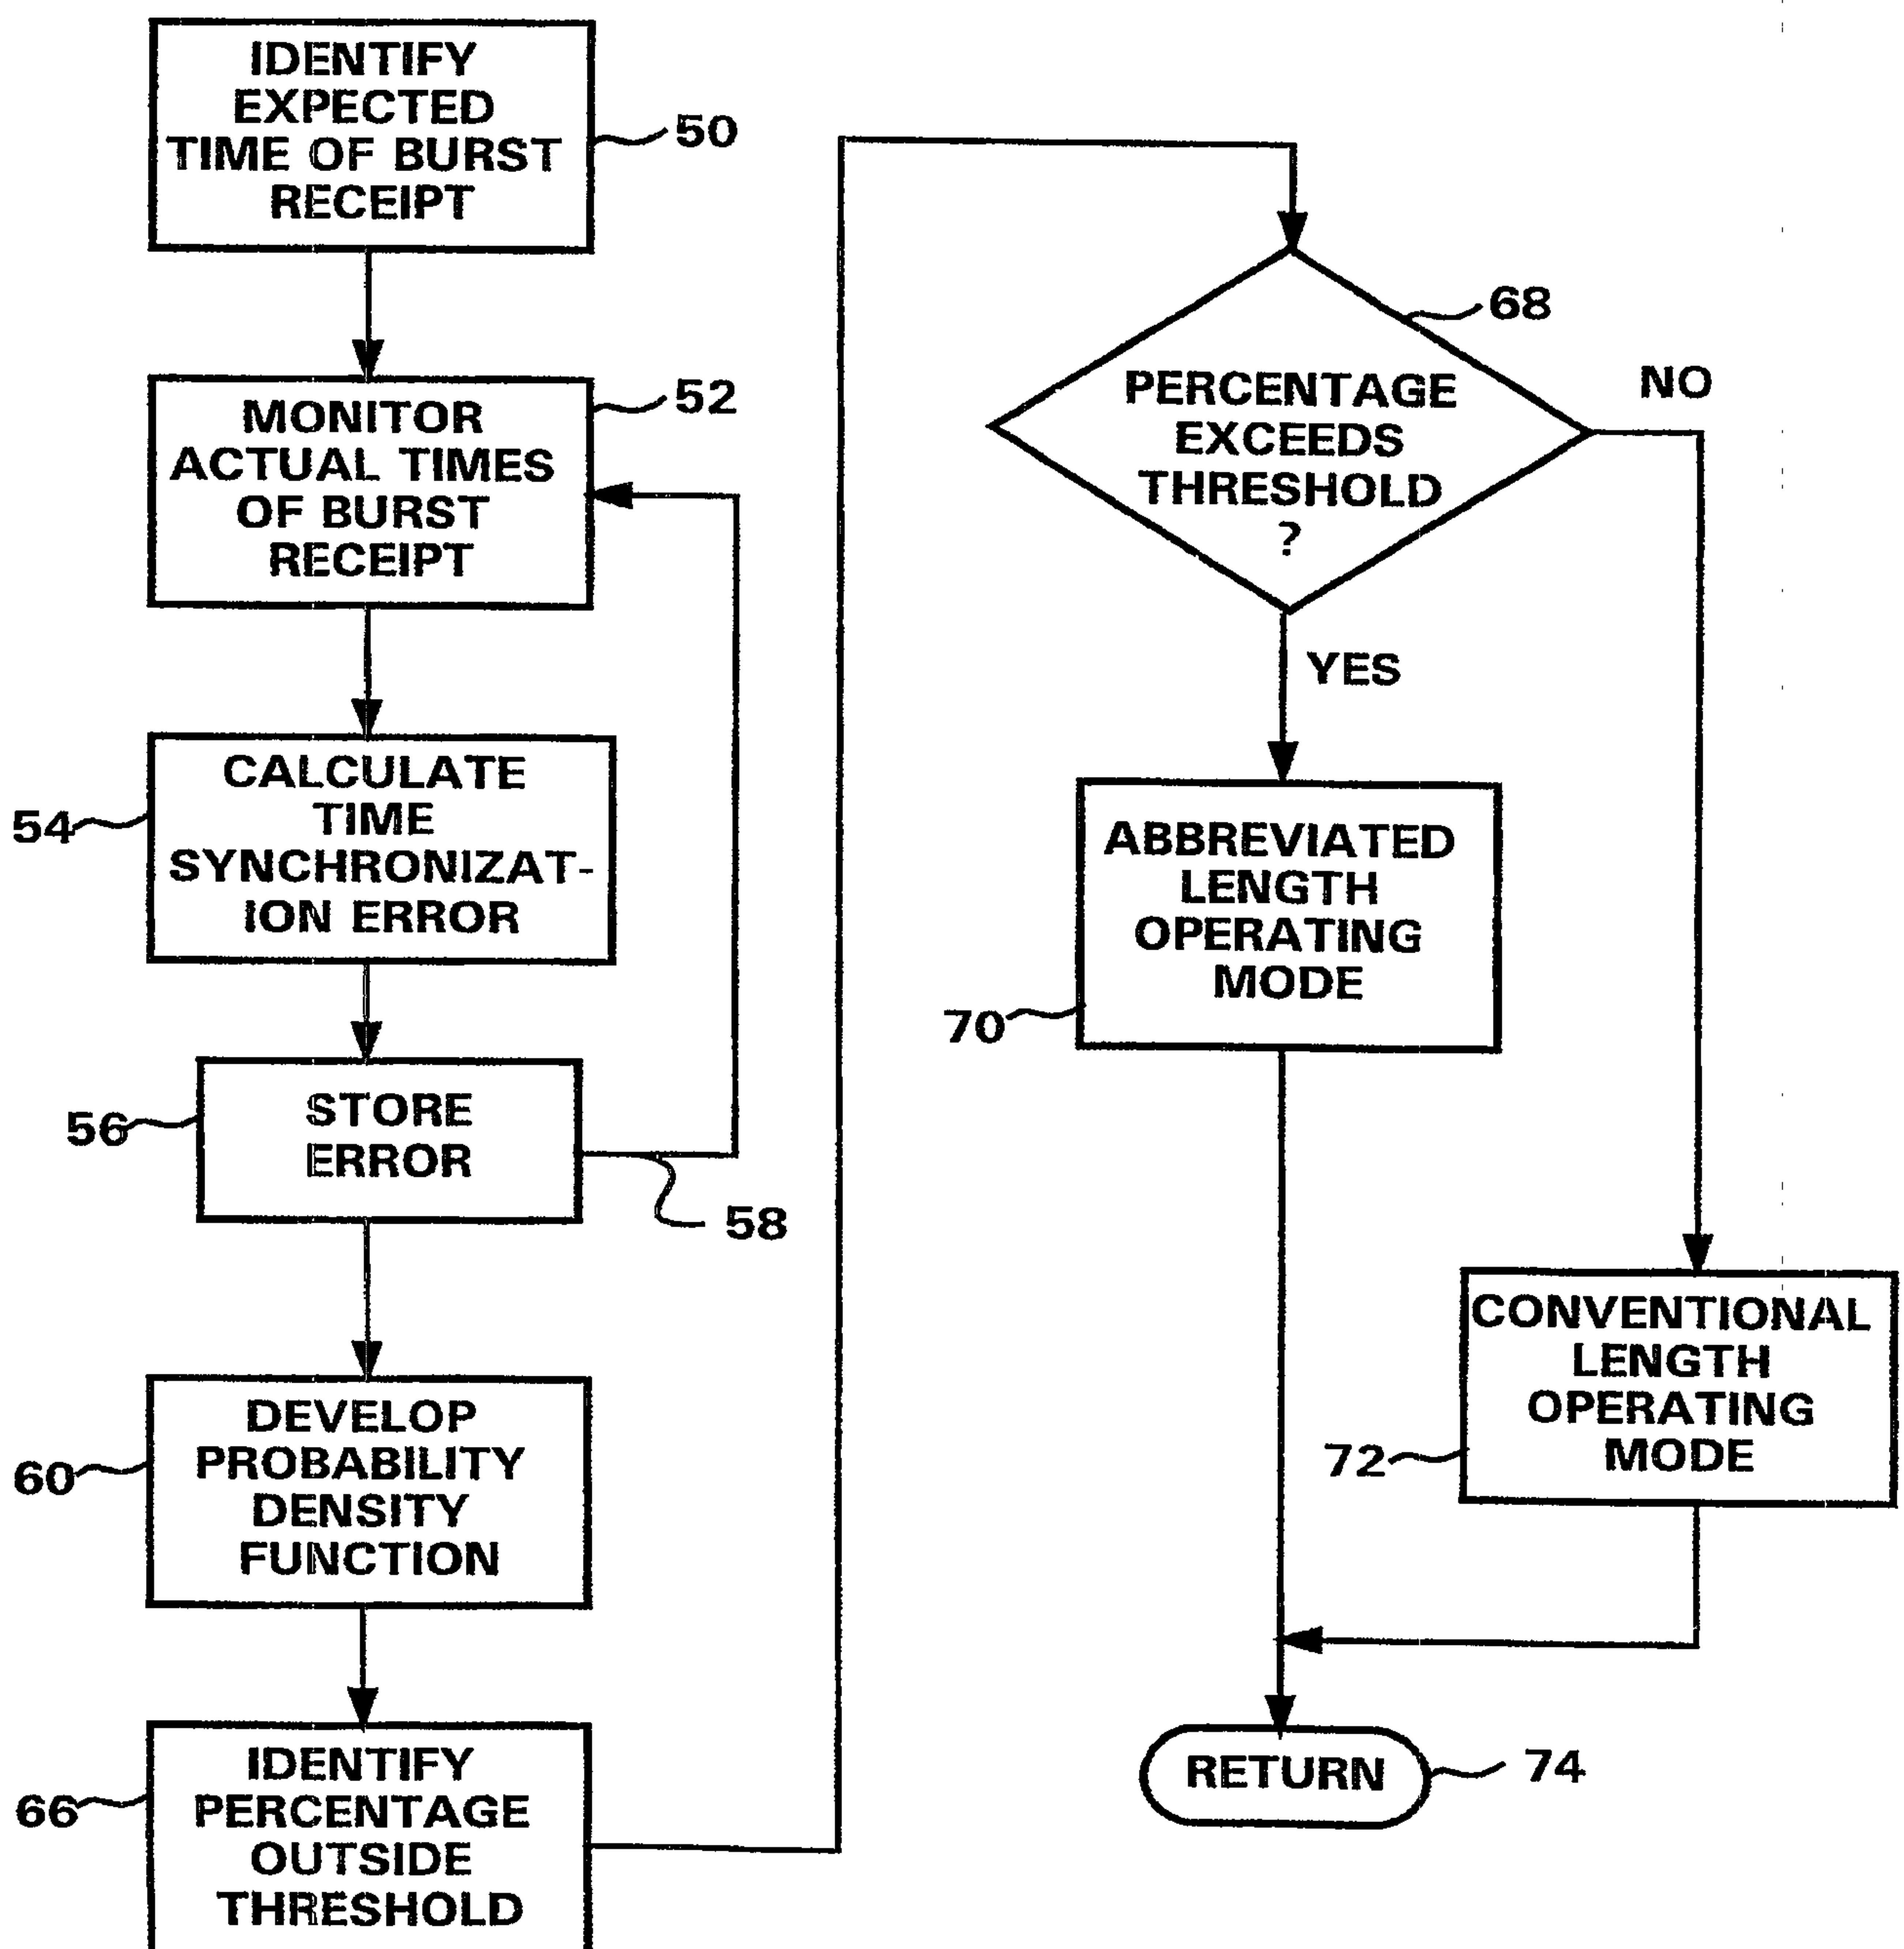 IDENTIFY
EXPECTED
TIME OF BURST
RECEIPT
50
MONITOR
ACTUAL TIMES
OF BURST
RECEIPT
52
CALCULATE
TIME
SYNCHRONIZAT-
ION ERROR
54
STORE
ERROR
56
58
DEVELOP
PROBABILITY
DENSITY
FUNCTION
60
IDENTIFY
PERCENTAGE
OUTSIDE
THRESHOLD
66
PERCENTAGE
EXCEEDS
THRESHOLD
?
68
NO
YES
ABBREVIATED
LENGTH
OPERATING
MODE
70
CONVENTIONAL
LENGTH
OPERATING
MODE
72
RETURN
74